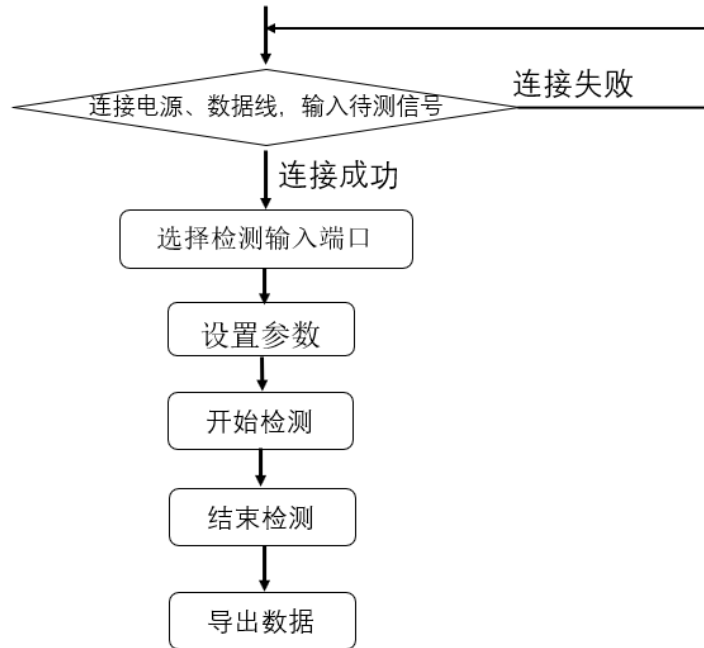 连接电源、数据线，输入待测信号
连接失败
连接成功
选择检测输入端口
设置参数
开始检测
结束检测
导出数据